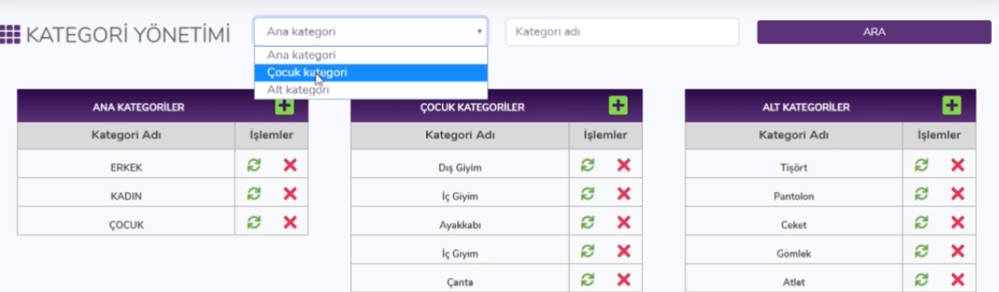 KATEGORİ YÖNETİMİ
Ana kategori
Kategori adı
ARA
Ana kategori
Çocuk kategori
Alt kategori
ANA KATEGORİLER
Kategori Adı İşlemler
ERKEK
KADIN
ÇOCUK
ÇOCUK KATEGORİLER
Kategori Adı İşlemler
Dış Giyim
İç Giyim
Ayakkabı
İç Giyim
Çanta
ALT KATEGORİLER
Kategori Adı İşlemler
Tişört
Pantolon
Ceket
Gömlek
Atlet